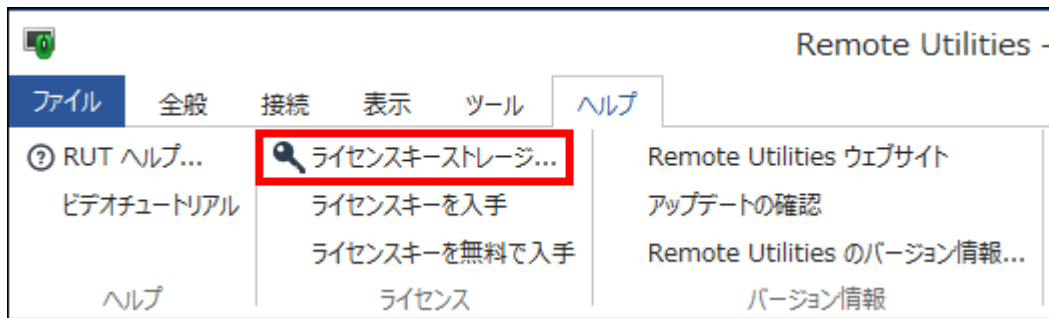 Remote Utilities -
ファイル 全般 接続 表示 ツール ヘルプ
RUT ヘルプ... ライセンスキーストレージ... Remote Utilities ウェブサイト
ビデオチュートリアル ライセンスキーを入手 アップデートの確認
ライセンスキーを無料で入手 Remote Utilities のバージョン情報...
ヘルプ ライセンス バージョン情報